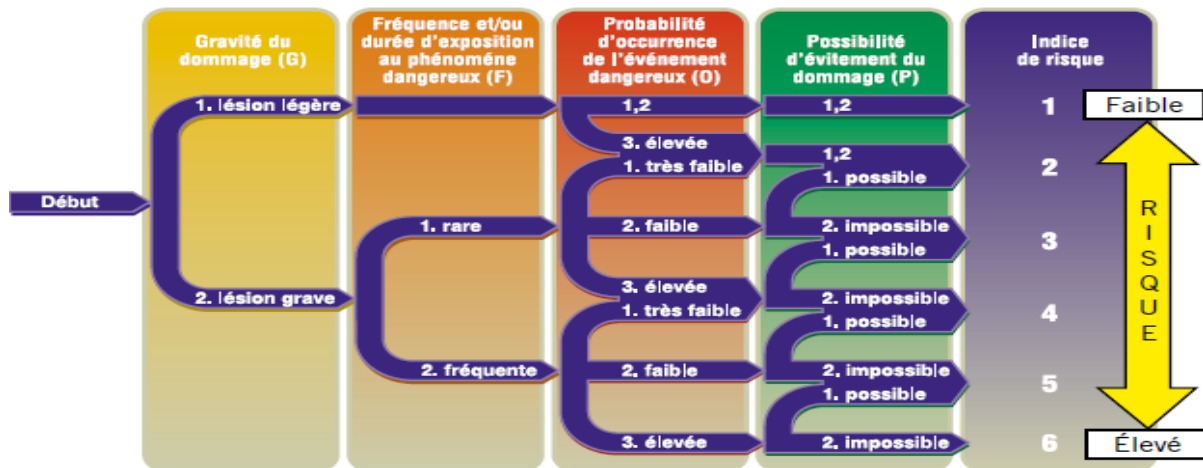 Gravité du
dommage (G)
Fréquence et/ou
durée d'exposition
au phénoméne
dangereux (F)
Probabilité
d'occurrence
de l'événement
dangereux (O)
Possibilité
d'évitement du
dommage (P)
Indice
de risque
Début
1. lésion légère
2. lésion grave
1. rare
2. fréquente
1,2
3. élevée
1. très faible
2. faible
3. élevée
1. très faible
2. faible
3. élevée
1,2
1,2
1. possible
2. impossible
1. possible
2. impossible
1. possible
2. impossible
1. possible
2. impossible
1
2
3
4
5
6
Faible
RISQUE
Élevé